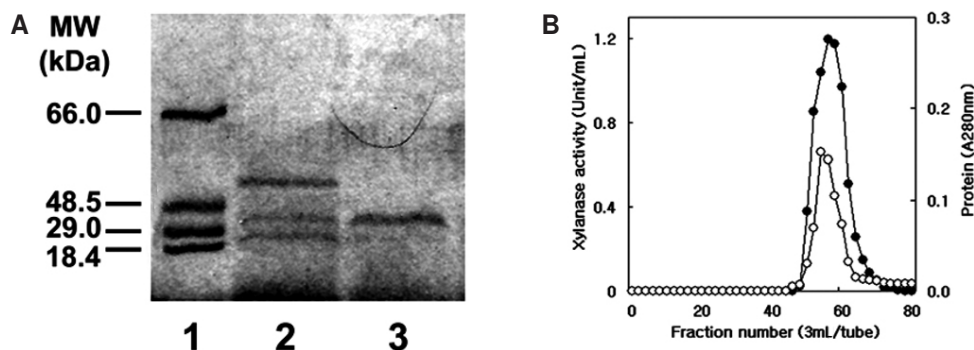 A
MW
(kDa)
66.0
48.5
29.0
18.4
1 2 3
B
Xylanase activity (Unit/mL)
1.2
0.8
0.4
0
0.3
0.2
0.1
0.0
Protein (A280nm)
0 20 40 60 80
Fraction number (3mL/tube)